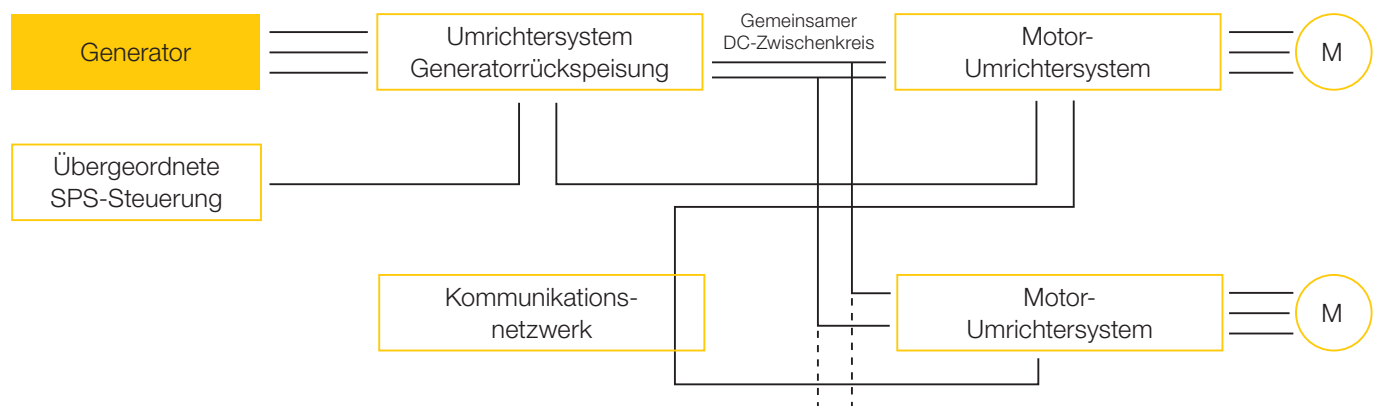 Generator
Umrichtersystem
Generatorrückspeisung
Gemeinsamer
DC-Zwischenkreis
Motor-
Umrichtersystem
M
Übergeordnete
SPS-Steuerung
Kommunikations-
netzwerk
Motor-
Umrichtersystem
M